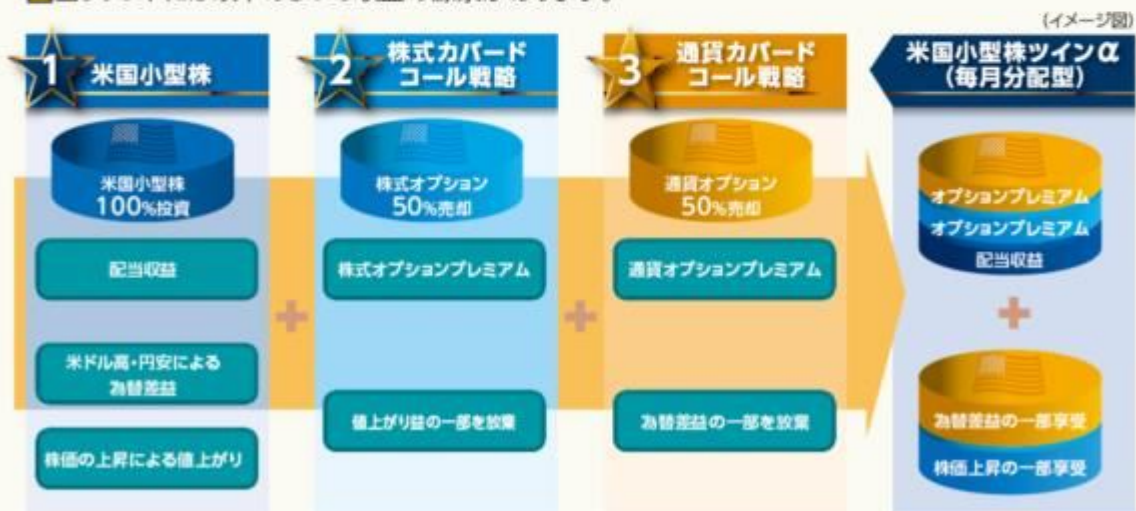 (イメージ図)
1
米国小型株
2
株式カバード
コール戦略
3
通貨カバード
コール戦略
米国小型株ツインα
(毎月分配型)
米国小型株
100%投資
株式オプション
50%売却
通貨オプション
50%売却
オプションプレミアム
オプションプレミアム
配当収益
配当収益
株式オプションプレミアム
通貨オプションプレミアム
米ドル高・円安による
為替差益
値上がり益の一部を放棄
為替差益の一部を放棄
為替差益の一部享受
株価の上昇による値上がり
株価上昇の一部享受